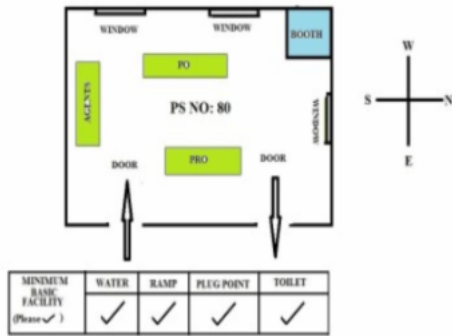 WINDOW
WINDOW
BOOTH
PO
AGENTS
PS NO: 80
WINDOW
PRO
DOOR
DOOR
W
S
N
E
MINIMUM BASIC FACILITY (Please ✓ )
WATER
RAMP
PLUG POINT
TOILET
✓
✓
✓
✓